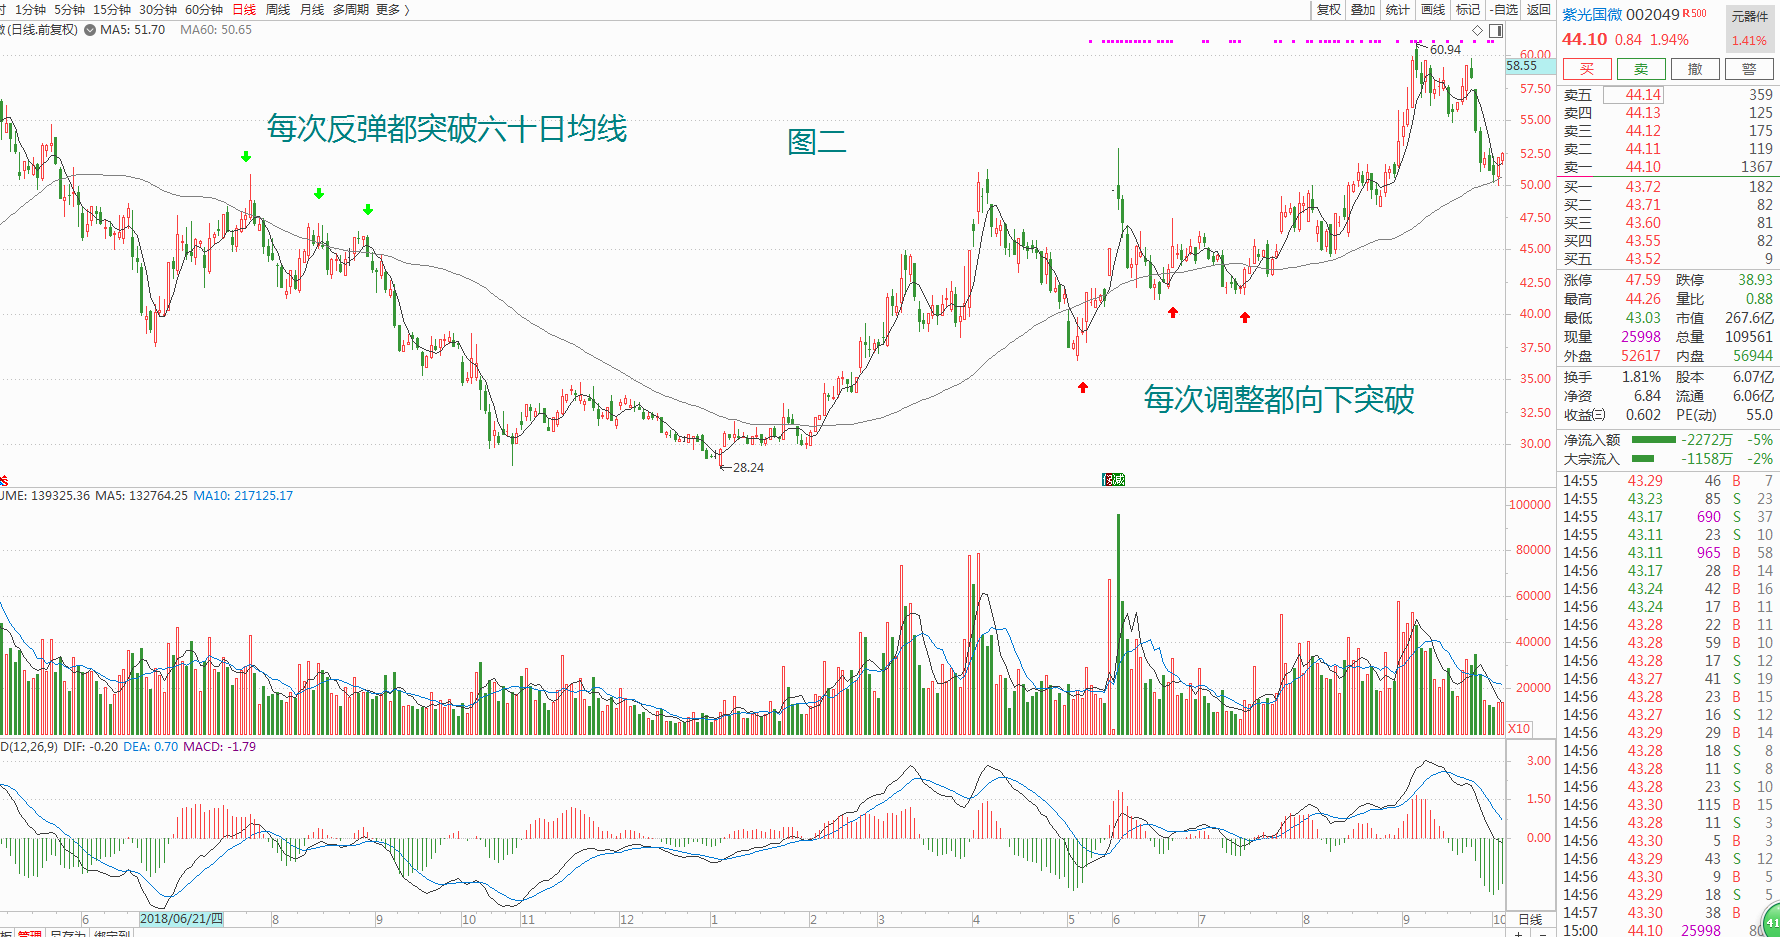 时 1分钟 5分钟 15分钟 30分钟 60分钟 日线 周线 月线 多周期 更多 〉 复权 叠加 统计 画线 标记 -自选 返回
微(日线.前复权) MA5: 51.70 MA60: 50.65
60.94
60.00
58.55
57.50
55.00
52.50
50.00
47.50
45.00
42.50
40.00
37.50
35.00
32.50
30.00
每次反弹都突破六十日均线
图二
每次调整都向下突破
28.24
UME: 139325.36 MA5: 132764.25 MA10: 217125.17
100000
80000
60000
40000
20000
X10
D(12,26,9) DIF: -0.20 DEA: 0.70 MACD: -1.79
3.00
1.50
0.00
6 2018/06/21/四 8 9 10 11 12 1 2 3 4 5 6 7 8 9 10 日线
管理 另存为 绑定到
紫光国微 002049 R500
元器件
1.41%
44.10 0.84 1.94%
买 卖 撤 警
卖五 44.14 359
卖四 44.13 125
卖三 44.12 175
卖二 44.11 119
卖一 44.10 1367
买一 43.72 182
买二 43.71 82
买三 43.60 81
买四 43.55 82
买五 43.52 9
涨停 47.59 跌停 38.93
最高 44.26 量比 0.88
最低 43.03 市值 267.6亿
现量 25998 总量 109561
外盘 52617 内盘 56944
换手 1.81% 股本 6.07亿
净资 6.84 流通 6.06亿
收益㈢ 0.602 PE(动) 55.0
净流入额 -2272万 -5%
大宗流入 -1158万 -2%
14:55 43.29 46 B 7
14:55 43.23 85 S 23
14:55 43.17 690 S 37
14:55 43.11 23 S 10
14:56 43.11 965 B 58
14:56 43.17 28 B 14
14:56 43.24 42 B 16
14:56 43.24 17 B 11
14:56 43.28 22 B 11
14:56 43.28 59 B 10
14:56 43.28 17 S 12
14:56 43.27 41 S 19
14:56 43.28 23 B 15
14:56 43.27 16 S 12
14:56 43.29 29 B 14
14:56 43.28 18 S 8
14:56 43.28 11 S 8
14:56 43.28 23 S 10
14:56 43.30 115 B 15
14:56 43.28 11 S 3
14:56 43.30 5 B 3
14:56 43.29 43 S 12
14:56 43.30 9 B 5
14:56 43.29 18 S 5
14:57 43.30 38 B
15:00 44.10 25998
41